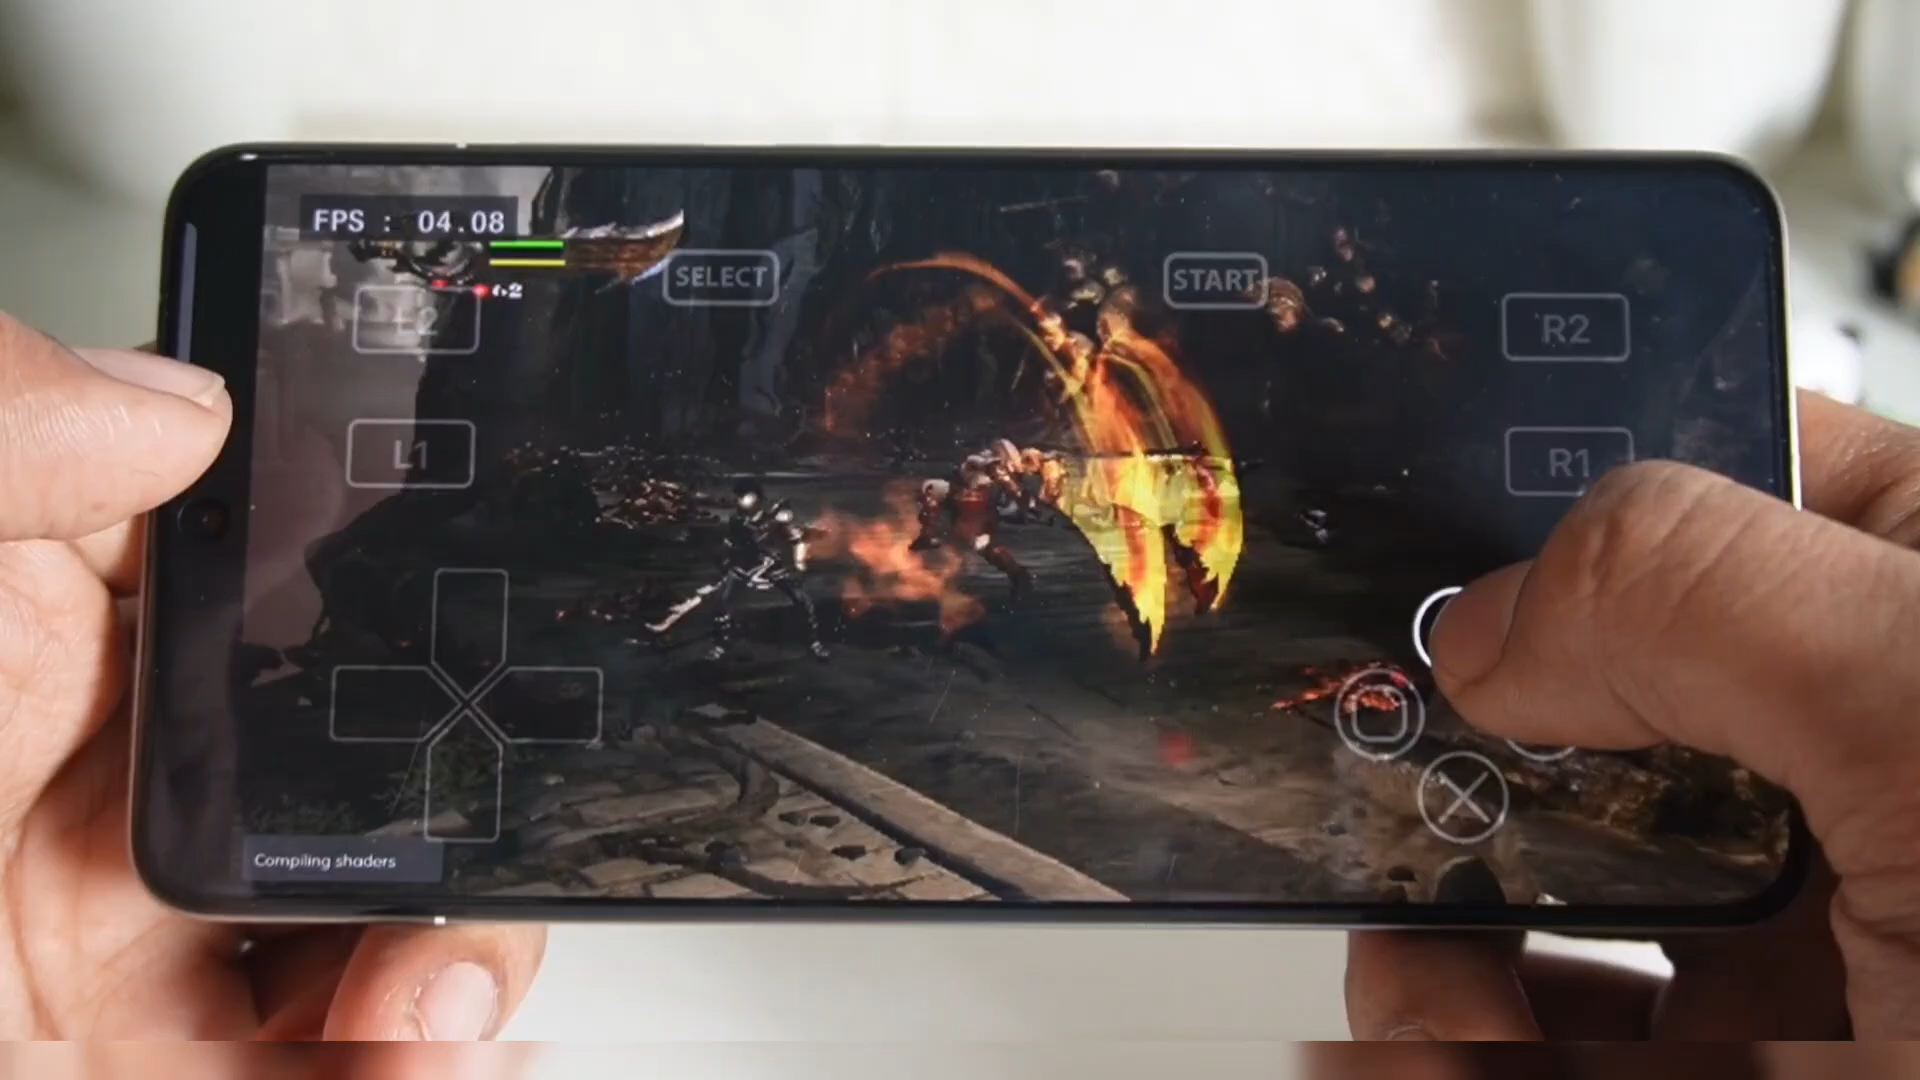 FPS : 04.08
62
SELECT
START
L2
R2
L1
R1
Compiling shaders